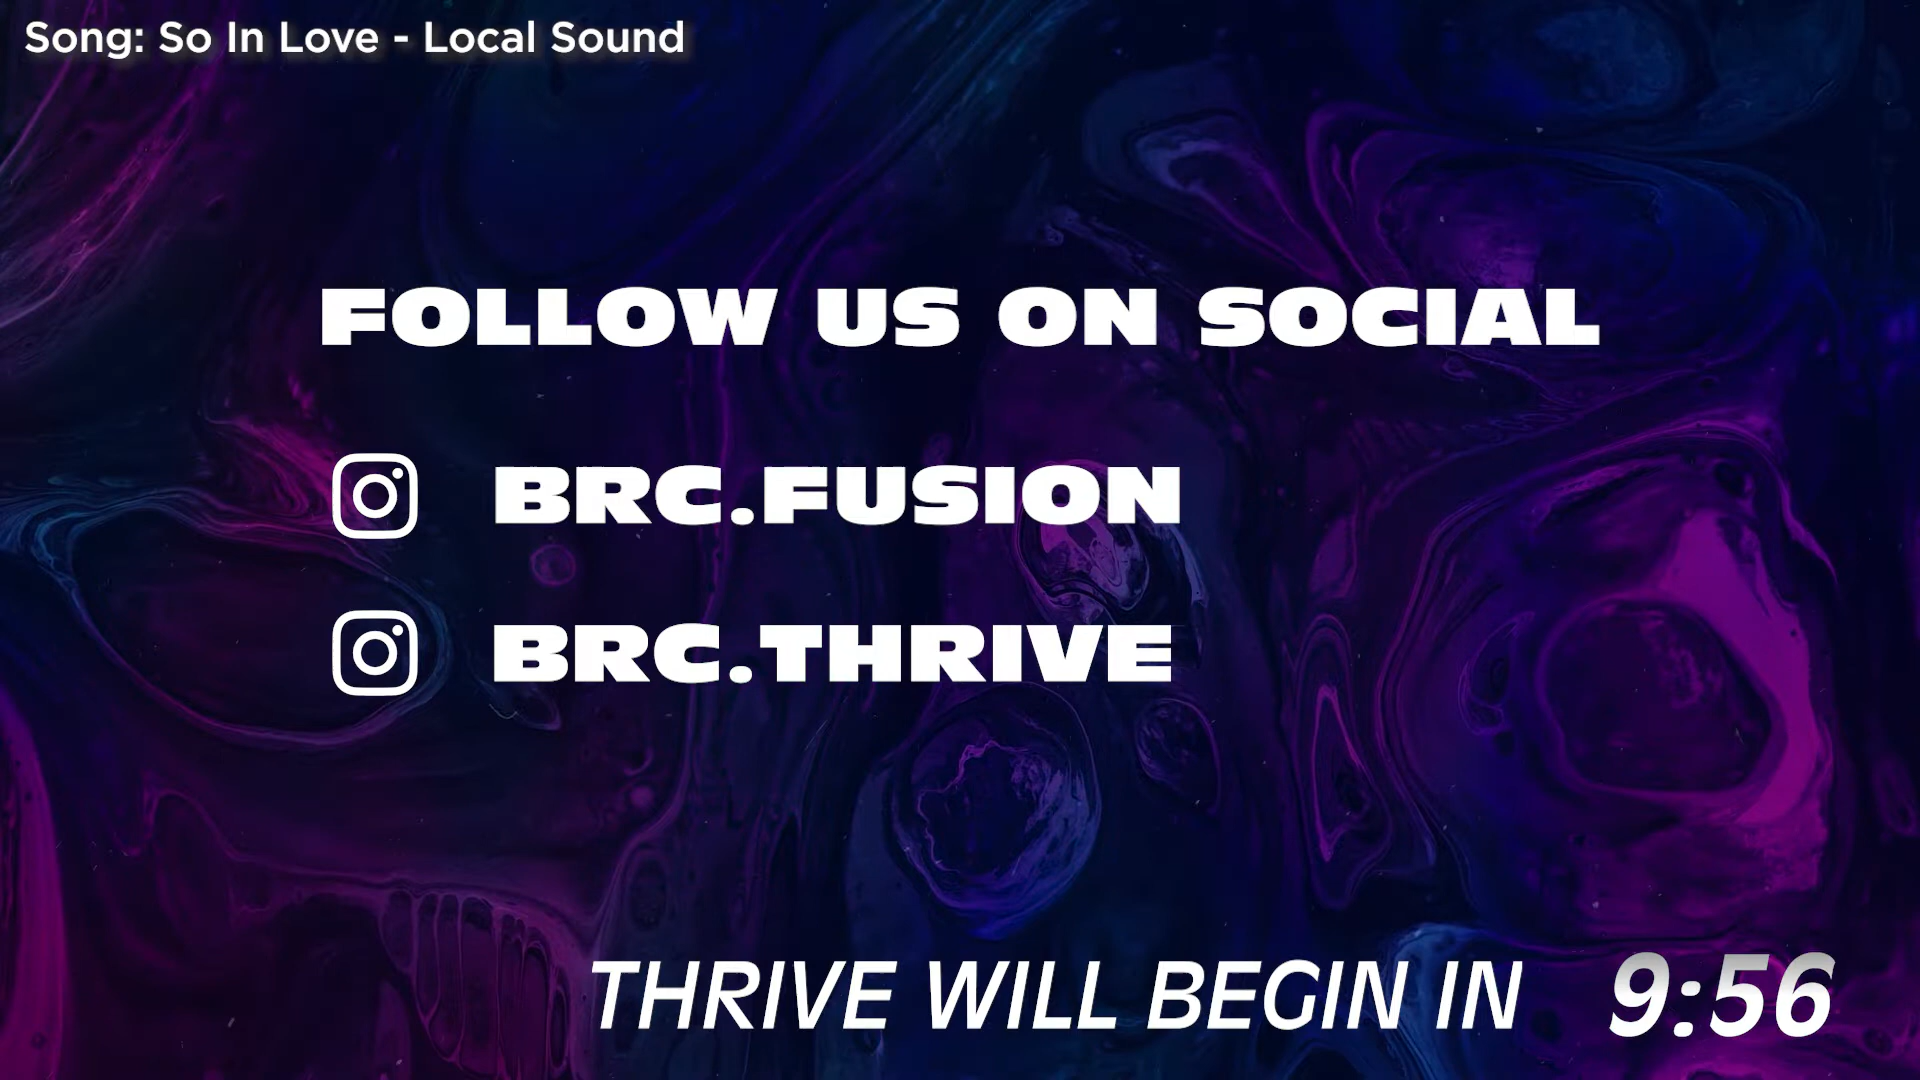 Song: So In Love - Local Sound
FOLLOW US ON SOCIAL
BRC.FUSION
BRC.THRIVE
THRIVE WILL BEGIN IN 9:56